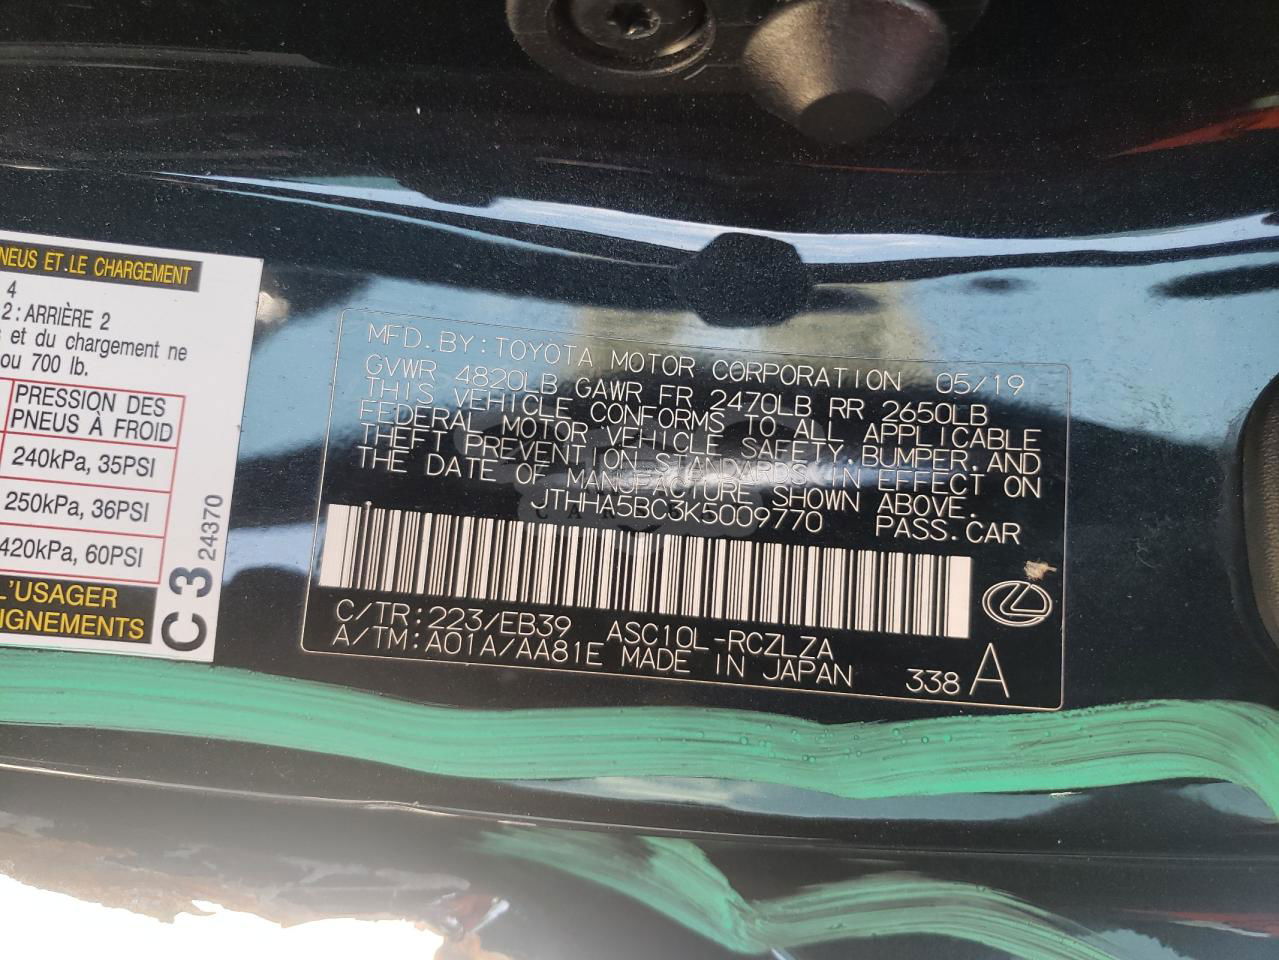 NEUS ET.LE CHARGEMENT
4
2: ARRIÈRE 2
et du chargement ne
ou 700 lb.
PRESSION DES
PNEUS À FROID
240kPa, 35PSI
250kPa, 36PSI
420kPa, 60PSI
L'USAGER
IGNEMENTS
C3
24370
MFD.BY:TOYOTA MOTOR CORPORATION 05/19
GVWR 4820LB GAWR FR 2470LB RR 2650LB
THIS VEHICLE CONFORMS TO ALL APPLICABLE
FEDERAL MOTOR VEHICLE SAFETY.BUMPER.AND
THEFT PREVENTION STANDARDS IN EFFECT ON
THE DATE OF MANUFACTURE SHOWN ABOVE.
JTHHA5BC3K5009770 PASS.CAR
C/TR:223/EB39 ASC10L-RCZLZA
A/TM:A01A/AA81E MADE IN JAPAN
338 A